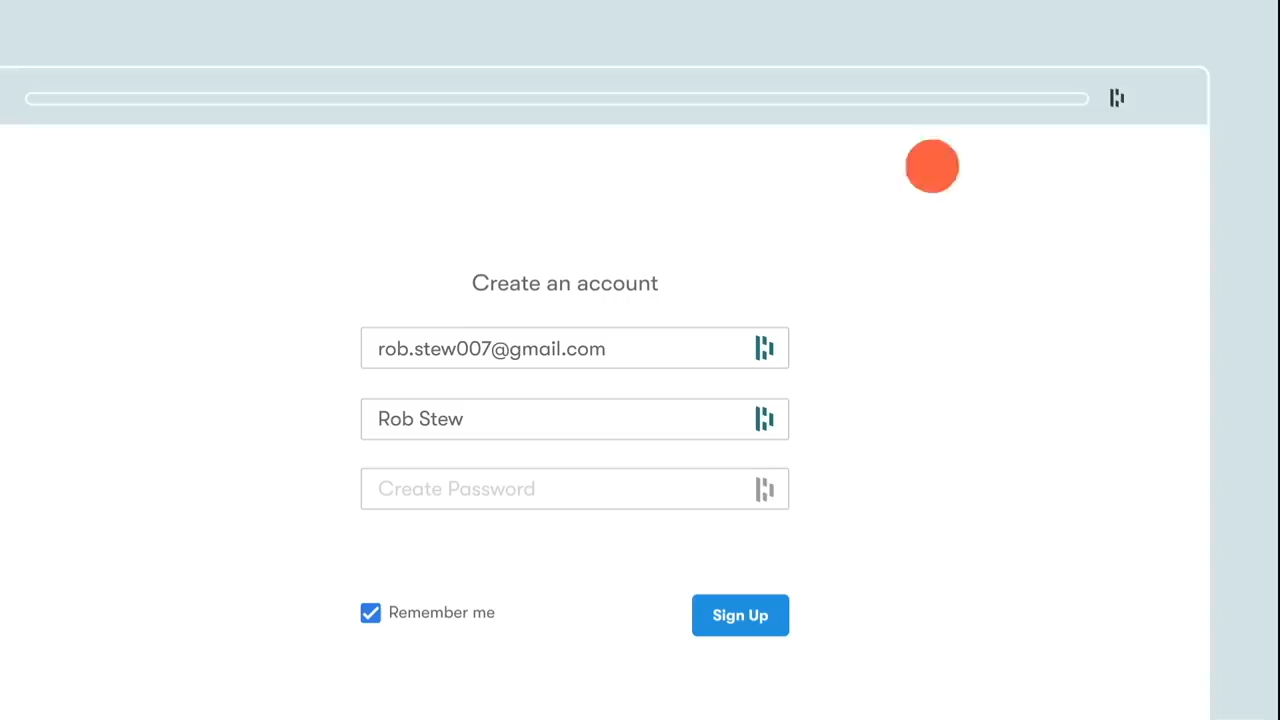 Create an account
rob.stew007@gmail.com
Rob Stew
Create Password
Remember me
Sign Up